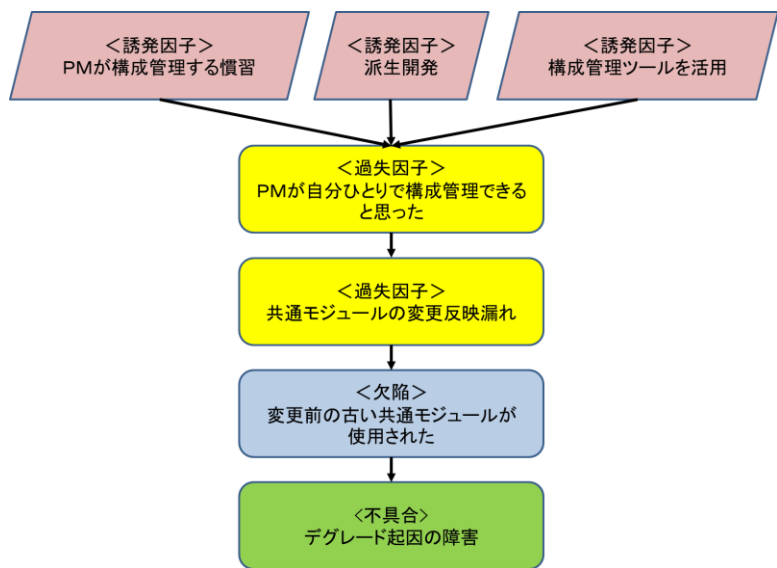 ＜誘発因子＞
PMが構成管理する慣習
＜誘発因子＞
派生開発
＜誘発因子＞
構成管理ツールを活用
＜過失因子＞
PMが自分ひとりで構成管理できる
と思った
＜過失因子＞
共通モジュールの変更反映漏れ
＜欠陥＞
変更前の古い共通モジュールが
使用された
<不具合>
デグレード起因の障害